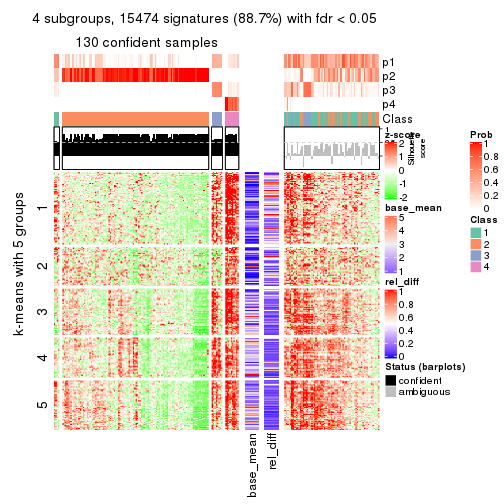 4 subgroups, 15474 signatures (88.7%) with fdr < 0.05
130 confident samples
p1
p2
p3
p4
Class
1
Silhouette score
k-means with 5 groups
1
2
3
4
5
base_mean
rel_diff
z-score
2
1
0
-1
-2
base_mean
5
4
3
2
1
rel_diff
1
0.8
0.6
0.4
0.2
0
Status (barplots)
confident
ambiguous
Prob
1
0.8
0.6
0.4
0.2
0
Class
1
2
3
4